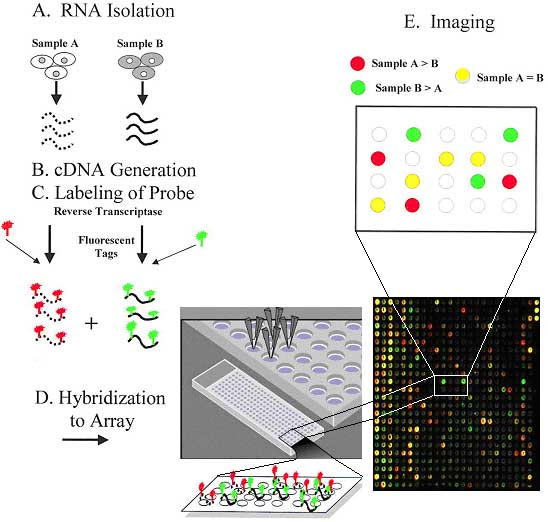 A. RNA Isolation
Sample A
Sample B
B. cDNA Generation
C. Labeling of Probe
Reverse Transcriptase
Fluorescent
Tags
+
D. Hybridization
to Array
E. Imaging
Sample A > B
Sample B > A
Sample A = B